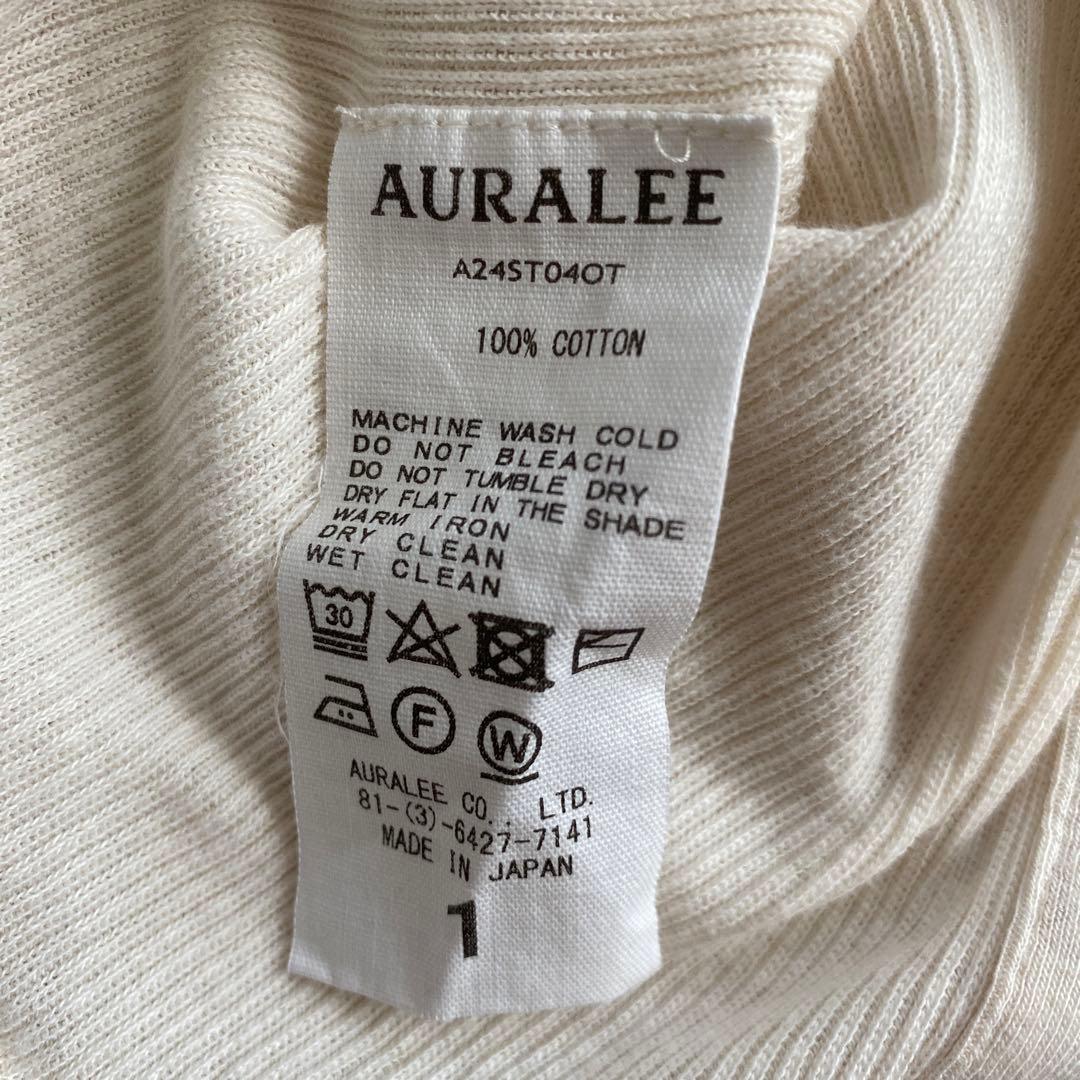 AURALEE
A24ST04OT
100% COTTON
MACHINE WASH COLD
DO NOT BLEACH
DO NOT TUMBLE DRY
DRY FLAT IN THE SHADE
WARM IRON
DRY CLEAN
WET CLEAN
30
F W
AURALEE CO., LTD.
81-(3)-6427-7141
MADE IN JAPAN
1